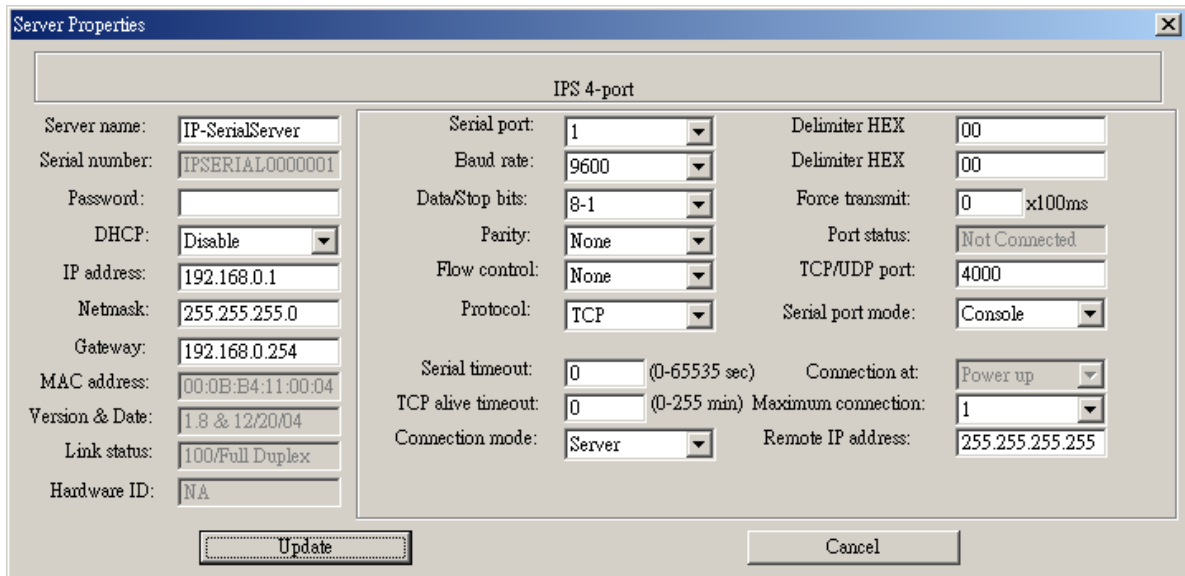 Server Properties
IPS 4-port
Server name: IP-SerialServer
Serial number: IPSERIAL0000001
Password:
DHCP: Disable
IP address: 192.168.0.1
Netmask: 255.255.255.0
Gateway: 192.168.0.254
MAC address: 00:0B:B4:11:00:04
Version & Date: 1.8 & 12/20/04
Link status: 100/Full Duplex
Hardware ID: NA
Serial port: 1
Baud rate: 9600
Data/Stop bits: 8-1
Parity: None
Flow control: None
Protocol: TCP
Serial timeout: 0 (0-65535 sec)
TCP alive timeout: 0 (0-255 min)
Connection mode: Server
Delimiter HEX 00
Delimiter HEX 00
Force transmit: 0 x100ms
Port status: Not Connected
TCP/UDP port: 4000
Serial port mode: Console
Connection at: Power up
Maximum connection: 1
Remote IP address: 255.255.255.255
Update
Cancel